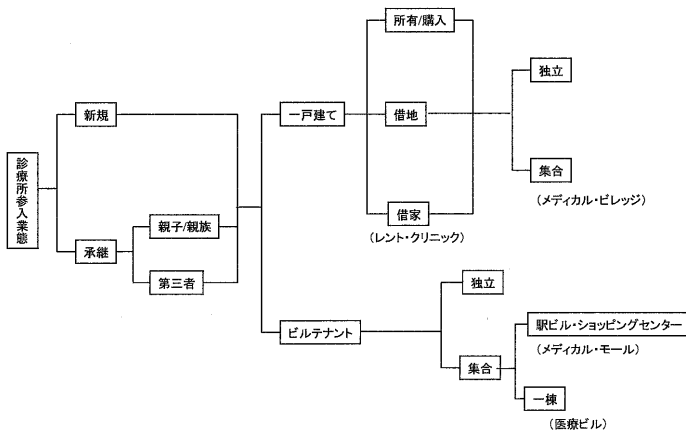 診療所参入業態
新規
承継
親子/親族
第三者
一戸建て
所有/購入
借地
借家
(レント・クリニック)
独立
集合
(メディカル・ビレッジ)
ビルテナント
独立
集合
駅ビル・ショッピングセンター
(メディカル・モール)
一棟
(医療ビル)